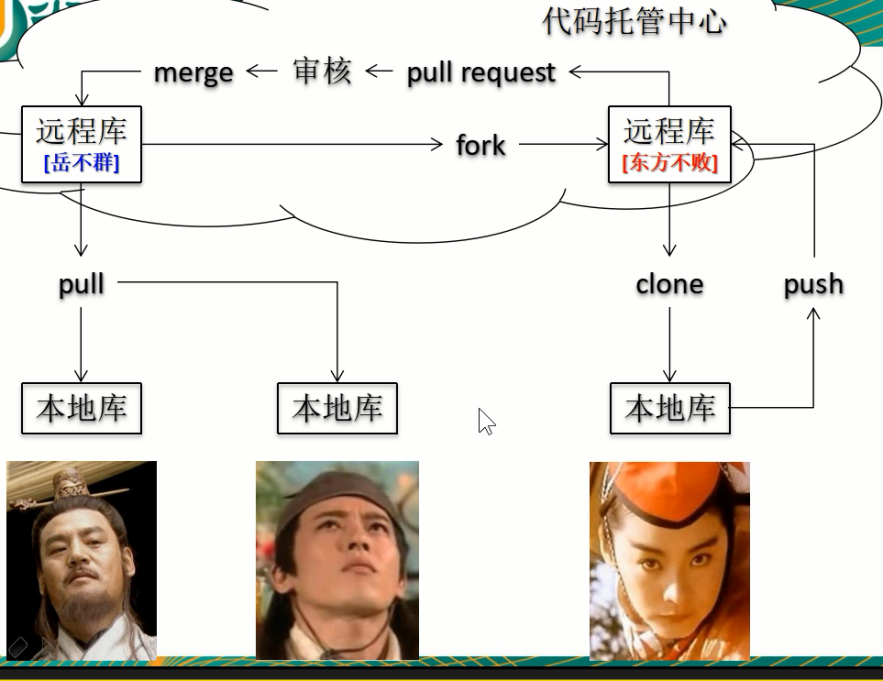 代码托管中心
merge
审核
pull request
远程库
[岳不群]
fork
远程库
[东方不败]
pull
clone
push
本地库
本地库
本地库